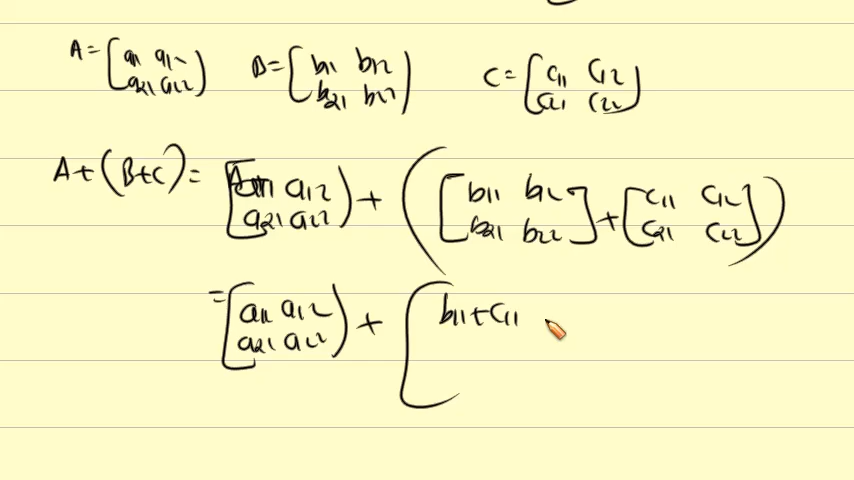 A = [a11 a12 B = [b11 b12 C = [c11 c12
a21 a22] b21 b22] c21 c22]
A + (B+C) = [a11 a12 + ( [b11 b12 + [c11 c12
a21 a22] b21 b22] c21 c22] )
= [a11 a12 + [ b11+c11
a21 a22]